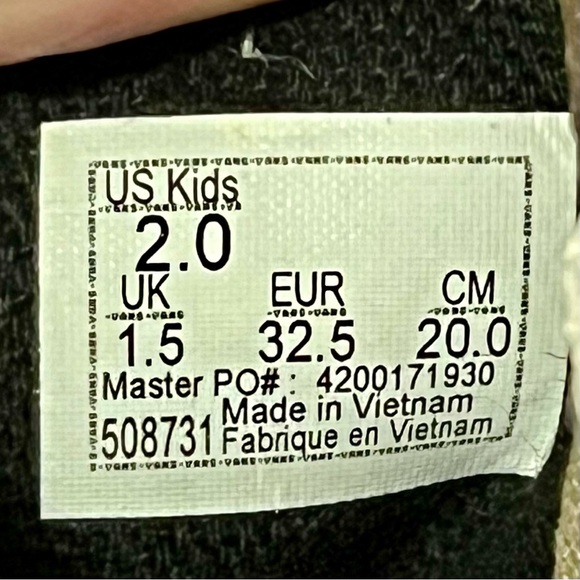 US Kids
2.0
UK EUR CM
1.5 32.5 20.0
Master PO# : 4200171930
Made in Vietnam
508731 Fabrique en Vietnam